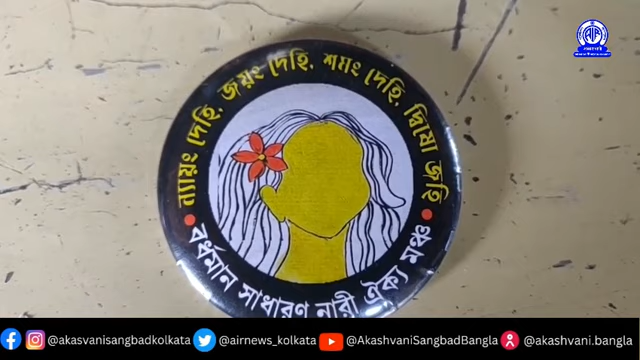 ন্যায়ং দেহি, জয়ং দেহি, শমং দেহি, দ্বিষো জহি
বর্ধমান সাধারণ নারী ঐক্য মঞ্চ
@akasvanisangbadkolkata @airnews_kolkata @AkashvaniSangbadBangla @akashvani.bangla